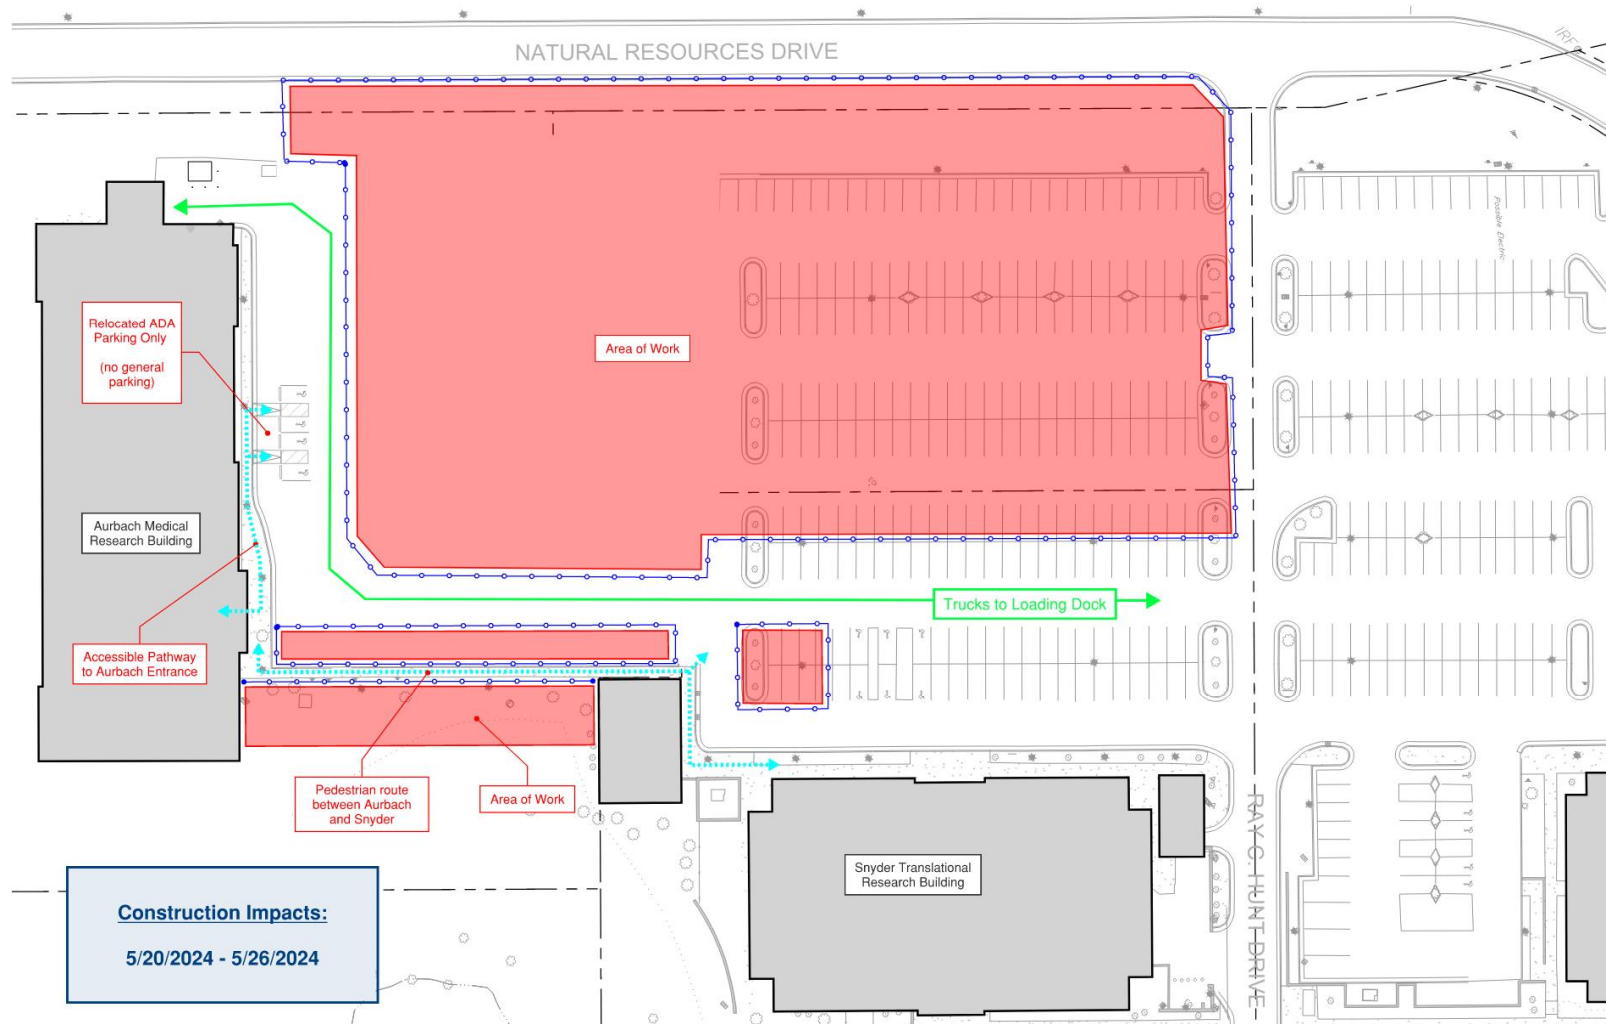 NATURAL RESOURCES DRIVE
Possible Electric
Relocated ADA
Parking Only
(no general
parking)
Area of Work
Aurbach Medical
Research Building
Trucks to Loading Dock
Accessible Pathway
to Aurbach Entrance
Pedestrian route
between Aurbach
and Snyder
Area of Work
RAY C. HUNT DRIVE
Snyder Translational
Research Building
Construction Impacts:
5/20/2024 - 5/26/2024